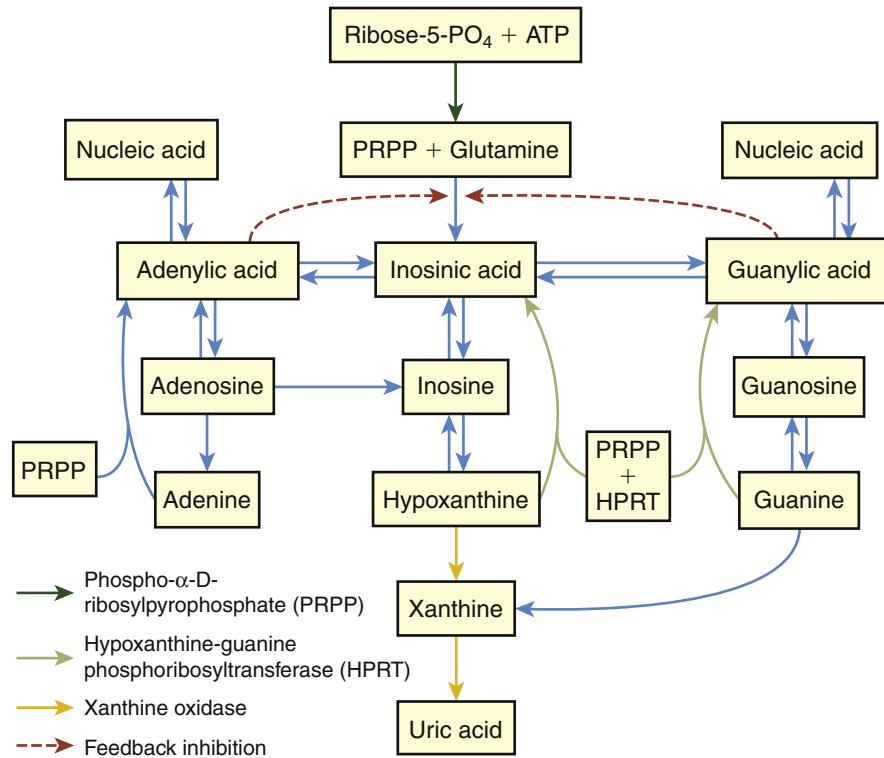 Ribose-5-PO₄ + ATP
Nucleic acid
PRPP + Glutamine
Nucleic acid
Adenylic acid
Inosinic acid
Guanylic acid
Adenosine
Inosine
Guanosine
PRPP
Adenine
Hypoxanthine
PRPP
+
HPRT
Guanine
Phospho-α-D-
ribosylpyrophosphate (PRPP)
Xanthine
Hypoxanthine-guanine
phosphoribosyltransferase (HPRT)
Xanthine oxidase
Uric acid
Feedback inhibition